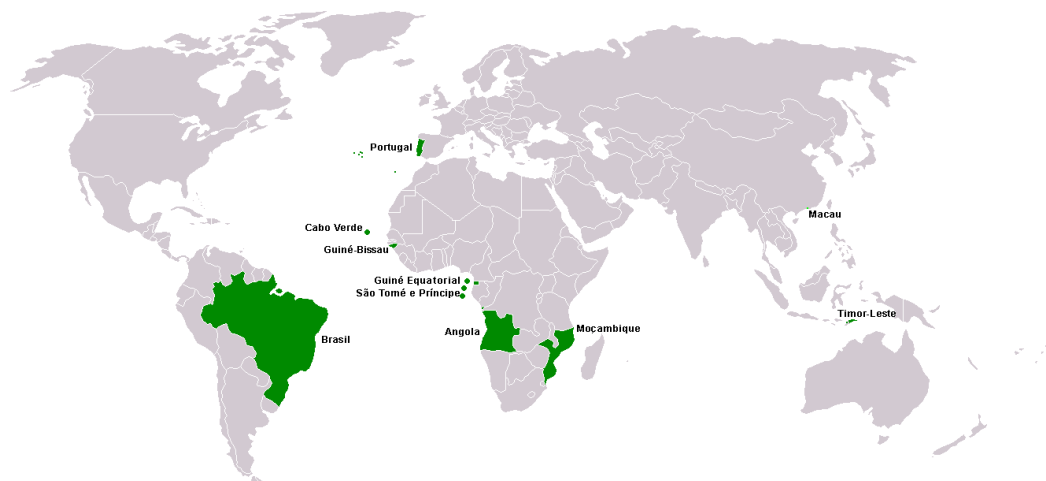 Portugal
Macau
Cabo Verde
Guiné-Bissau
Guiné Equatorial
São Tomé e Príncipe
Timor-Leste
Moçambique
Angola
Brasil